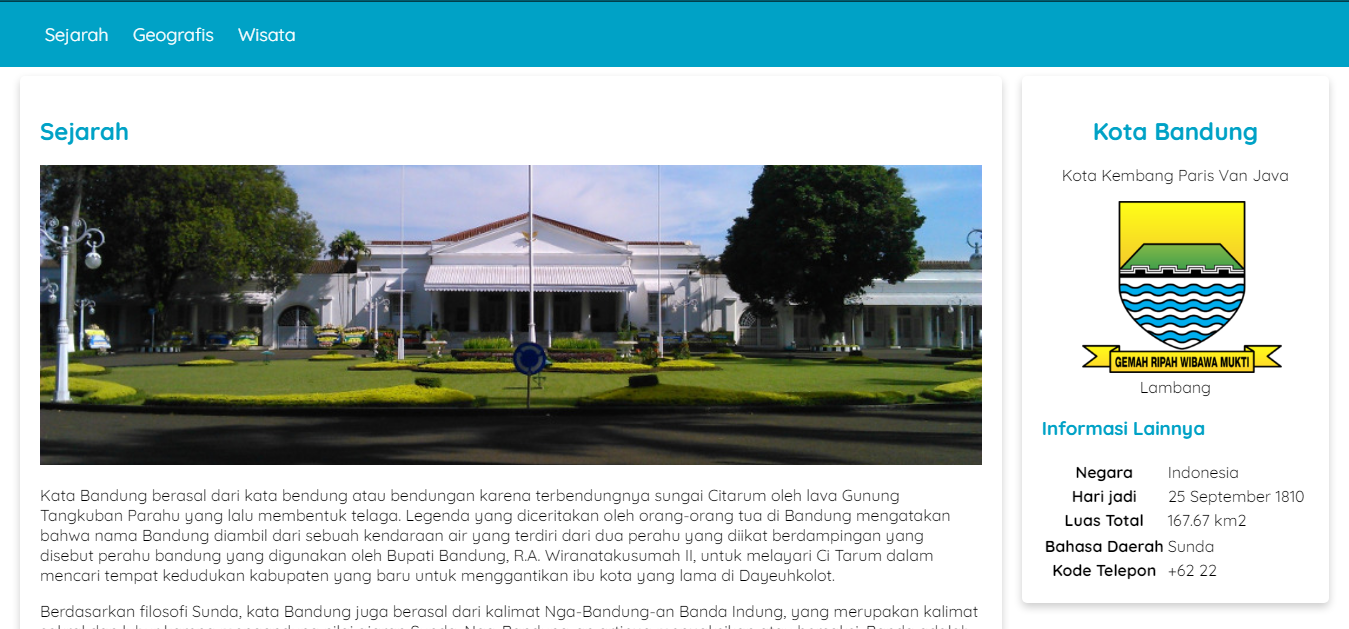 Sejarah Geografis Wisata
Sejarah
Kata Bandung berasal dari kata bendung atau bendungan karena terbendungnya sungai Citarum oleh lava Gunung
Tangkuban Parahu yang lalu membentuk telaga. Legenda yang diceritakan oleh orang-orang tua di Bandung mengatakan
bahwa nama Bandung diambil dari sebuah kendaraan air yang terdiri dari dua perahu yang diikat berdampingan yang
disebut perahu bandung yang digunakan oleh Bupati Bandung, R.A. Wiranatakusumah II, untuk melayari Ci Tarum dalam
mencari tempat kedudukan kabupaten yang baru untuk menggantikan ibu kota yang lama di Dayeuhkolot.
Berdasarkan filosofi Sunda, kata Bandung juga berasal dari kalimat Nga-Bandung-an Banda Indung, yang merupakan kalimat
Kota Bandung
Kota Kembang Paris Van Java
GEMAH RIPAH WIBAWA MUKTI
Lambang
Informasi Lainnya
Negara Indonesia
Hari jadi 25 September 1810
Luas Total 167.67 km2
Bahasa Daerah Sunda
Kode Telepon +62 22